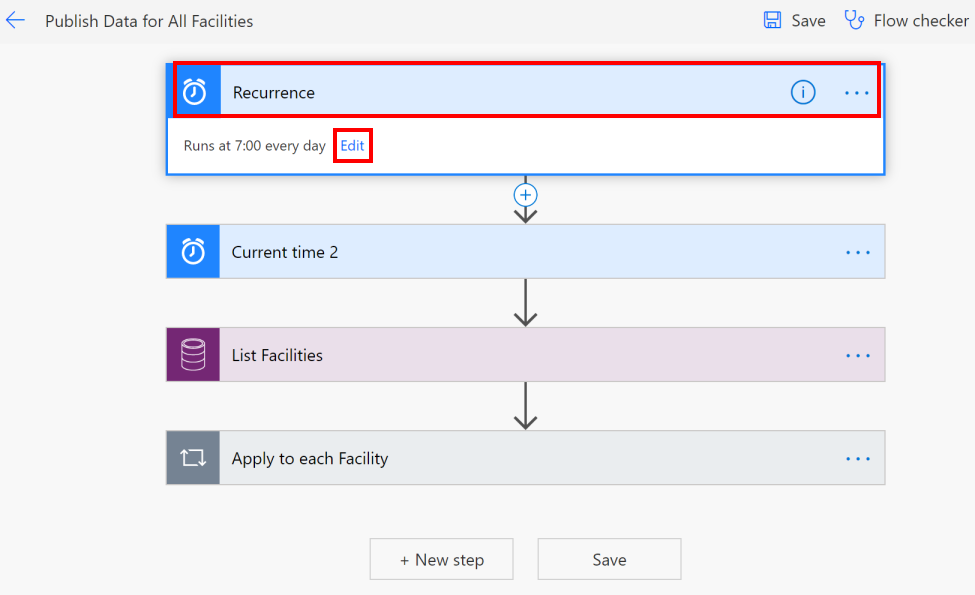 Publish Data for All Facilities
Save
Flow checker
Recurrence
Runs at 7:00 every day Edit
Current time 2
List Facilities
Apply to each Facility
+ New step
Save